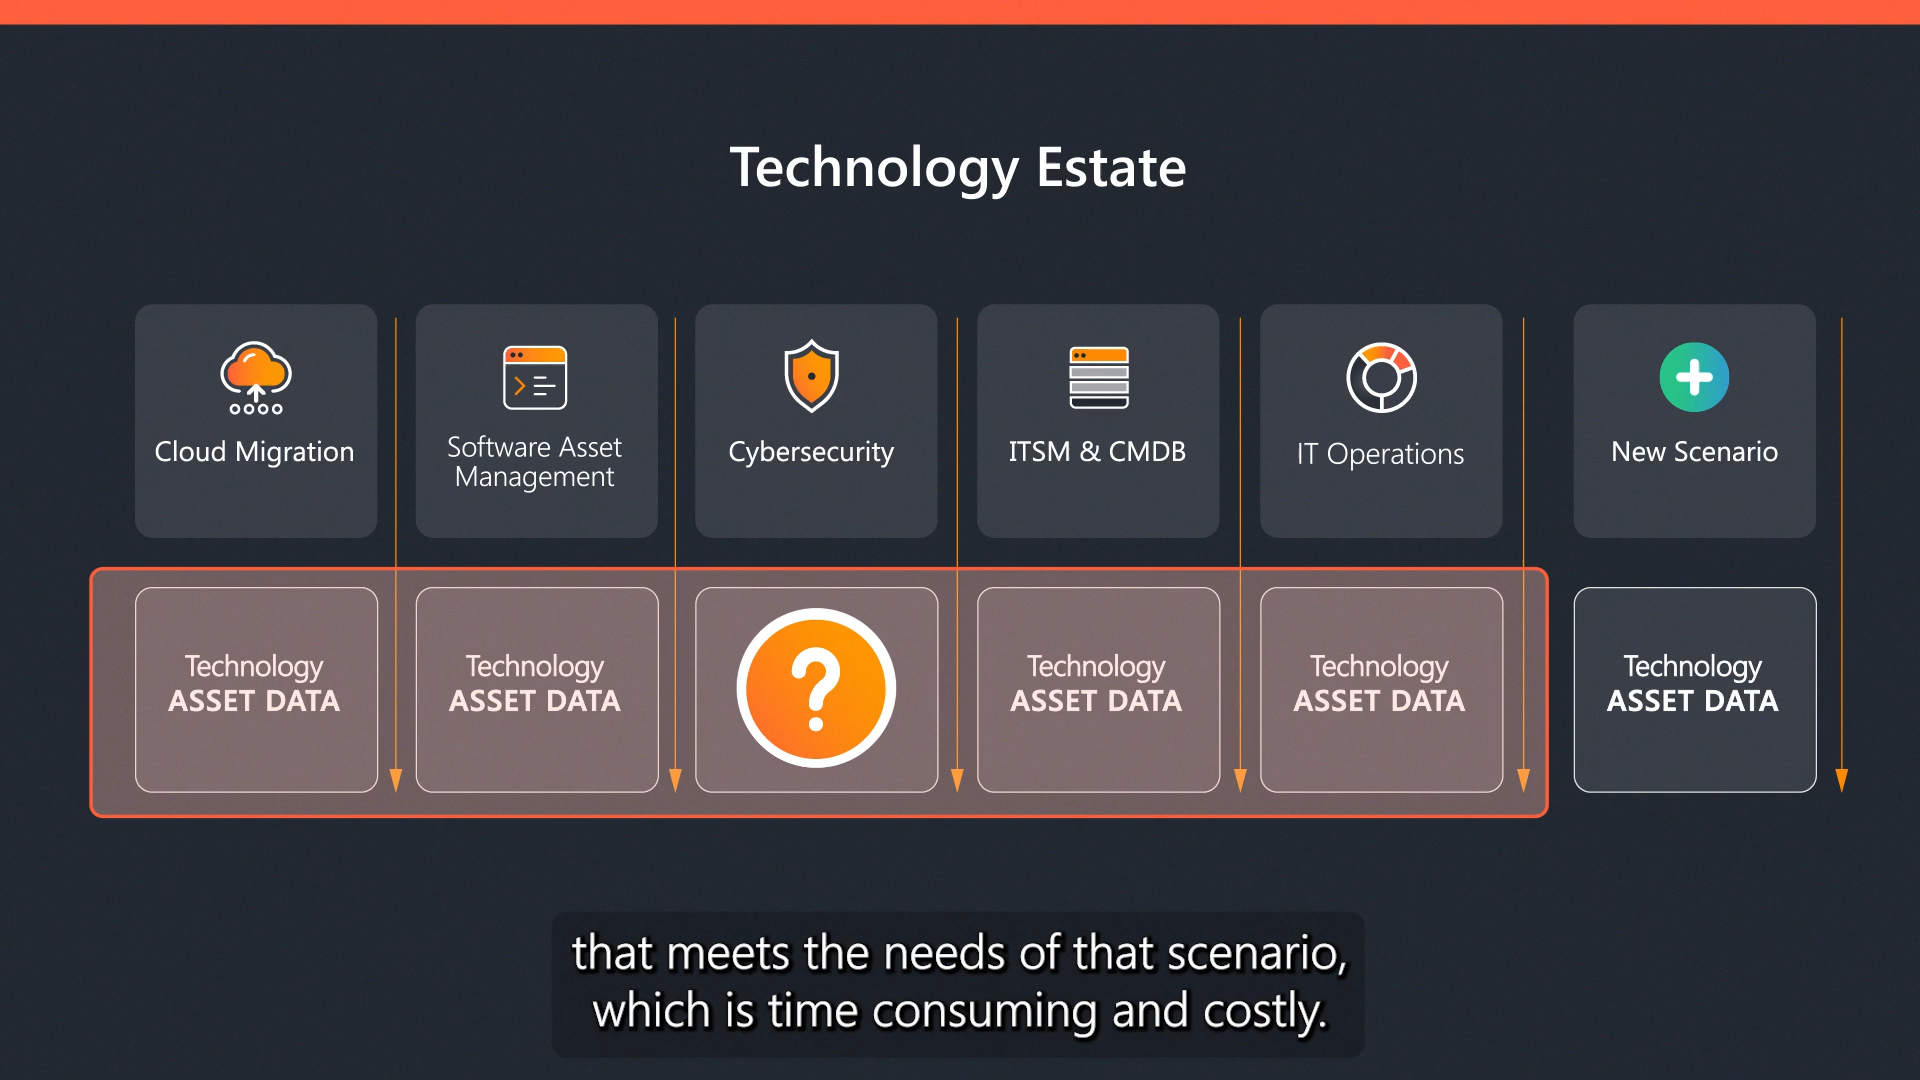 Technology Estate
Cloud Migration
Software Asset
Management
Cybersecurity
ITSM & CMDB
IT Operations
New Scenario
Technology
ASSET DATA
Technology
ASSET DATA
?
Technology
ASSET DATA
Technology
ASSET DATA
Technology
ASSET DATA
that meets the needs of that scenario,
which is time consuming and costly.